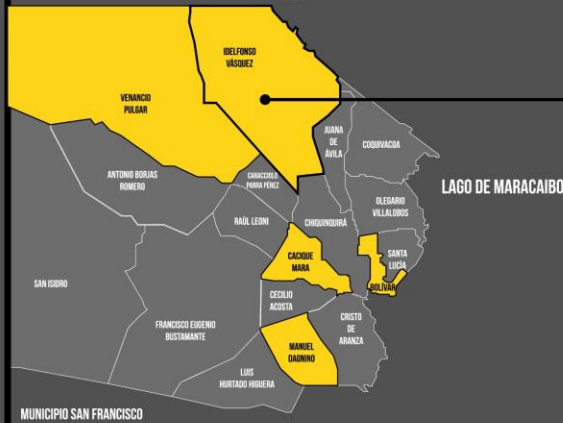 IDELFONSO
VÁSQUEZ
VENANCIO
PULGAR
JUANA
DE
ÁVILA
COQUIVACOA
ANTONIO BORJAS
ROMERO
CARACCIOLO
PARRA PÉREZ
LAGO DE MARACAIBO
OLEGARIO
VILLALOBOS
RAÚL LEONI
CHIQUINQUIRÁ
CACIQUE
MARA
SANTA
LUCÍA
BOLÍVAR
SAN ISIDRO
CECILIO
ACOSTA
CRISTO
DE
ARANZA
FRANCISCO EUGENIO
BUSTAMANTE
MANUEL
DAGNINO
LUIS
HURTADO HIGUERA
MUNICIPIO SAN FRANCISCO